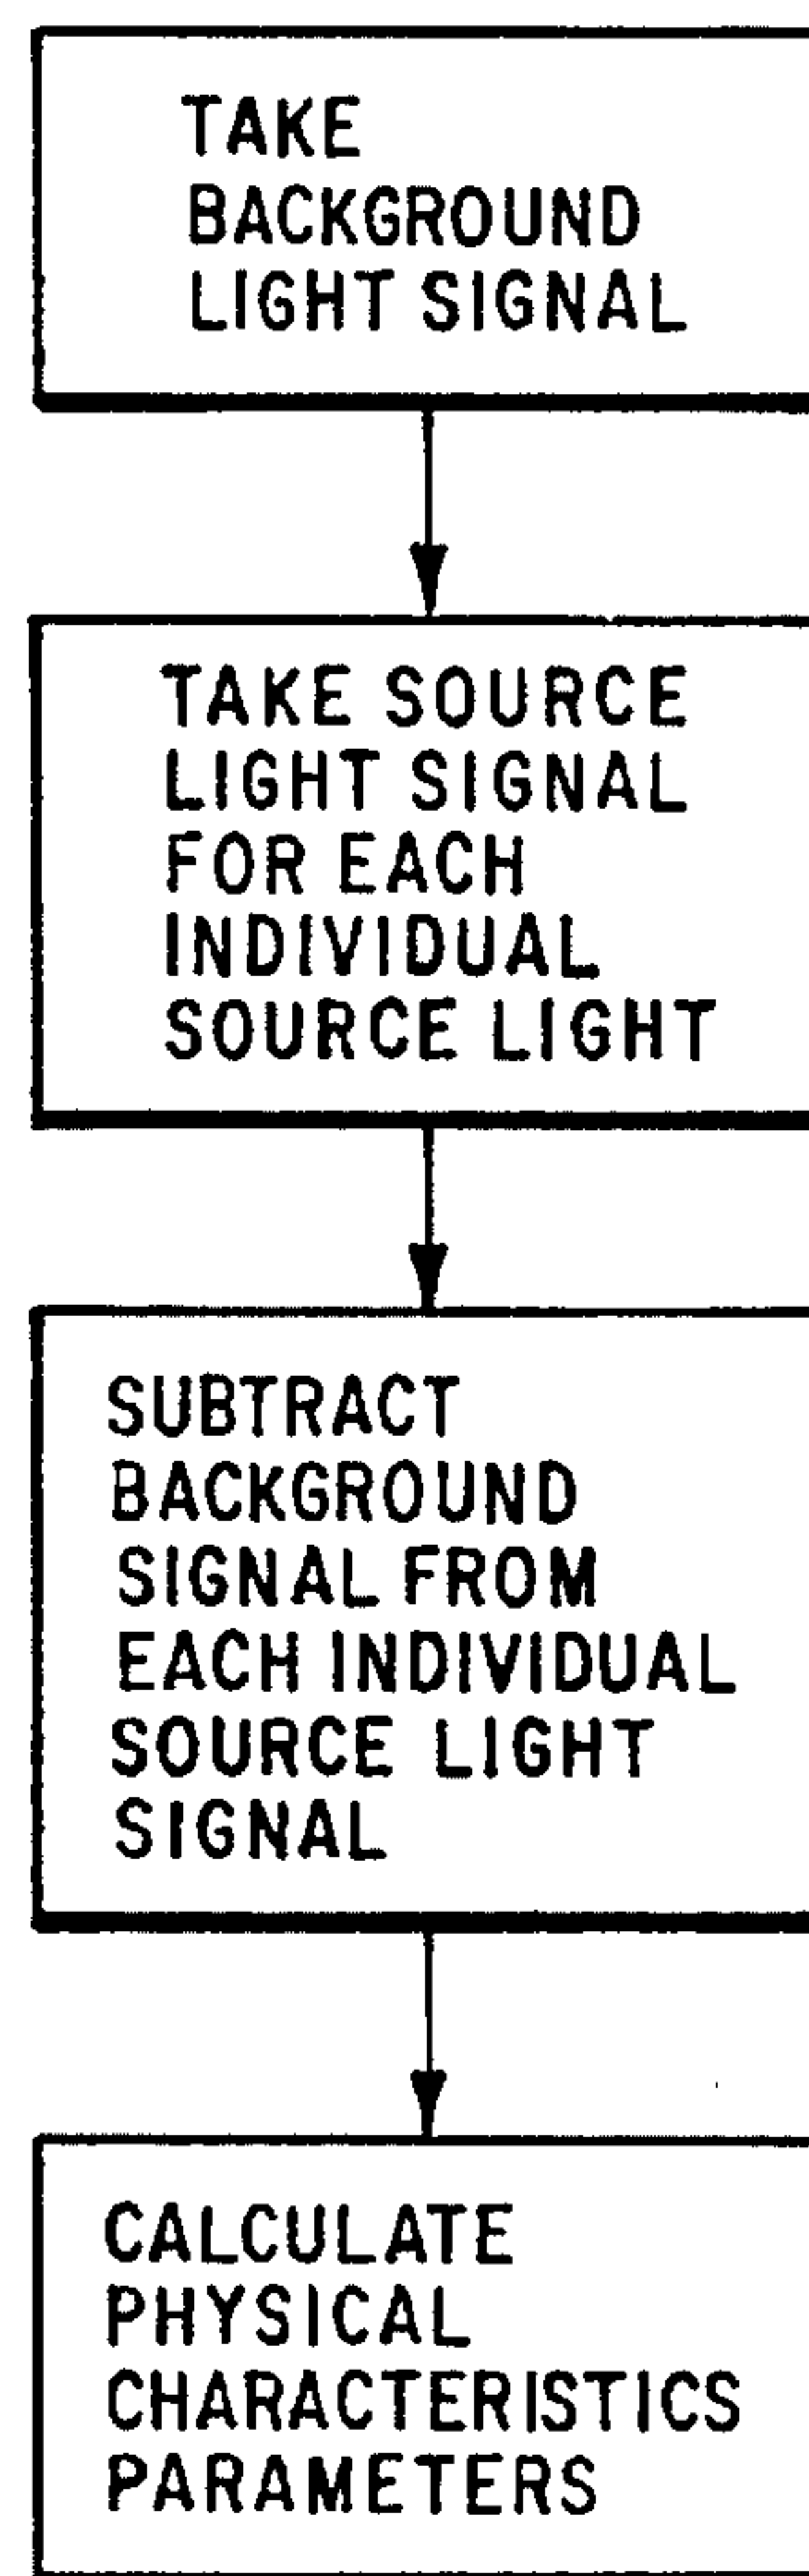 TAKE
BACKGROUND
LIGHT SIGNAL
TAKE SOURCE
LIGHT SIGNAL
FOR EACH
INDIVIDUAL
SOURCE LIGHT
SUBTRACT
BACKGROUND
SIGNAL FROM
EACH INDIVIDUAL
SOURCE LIGHT
SIGNAL
CALCULATE
PHYSICAL
CHARACTERISTICS
PARAMETERS